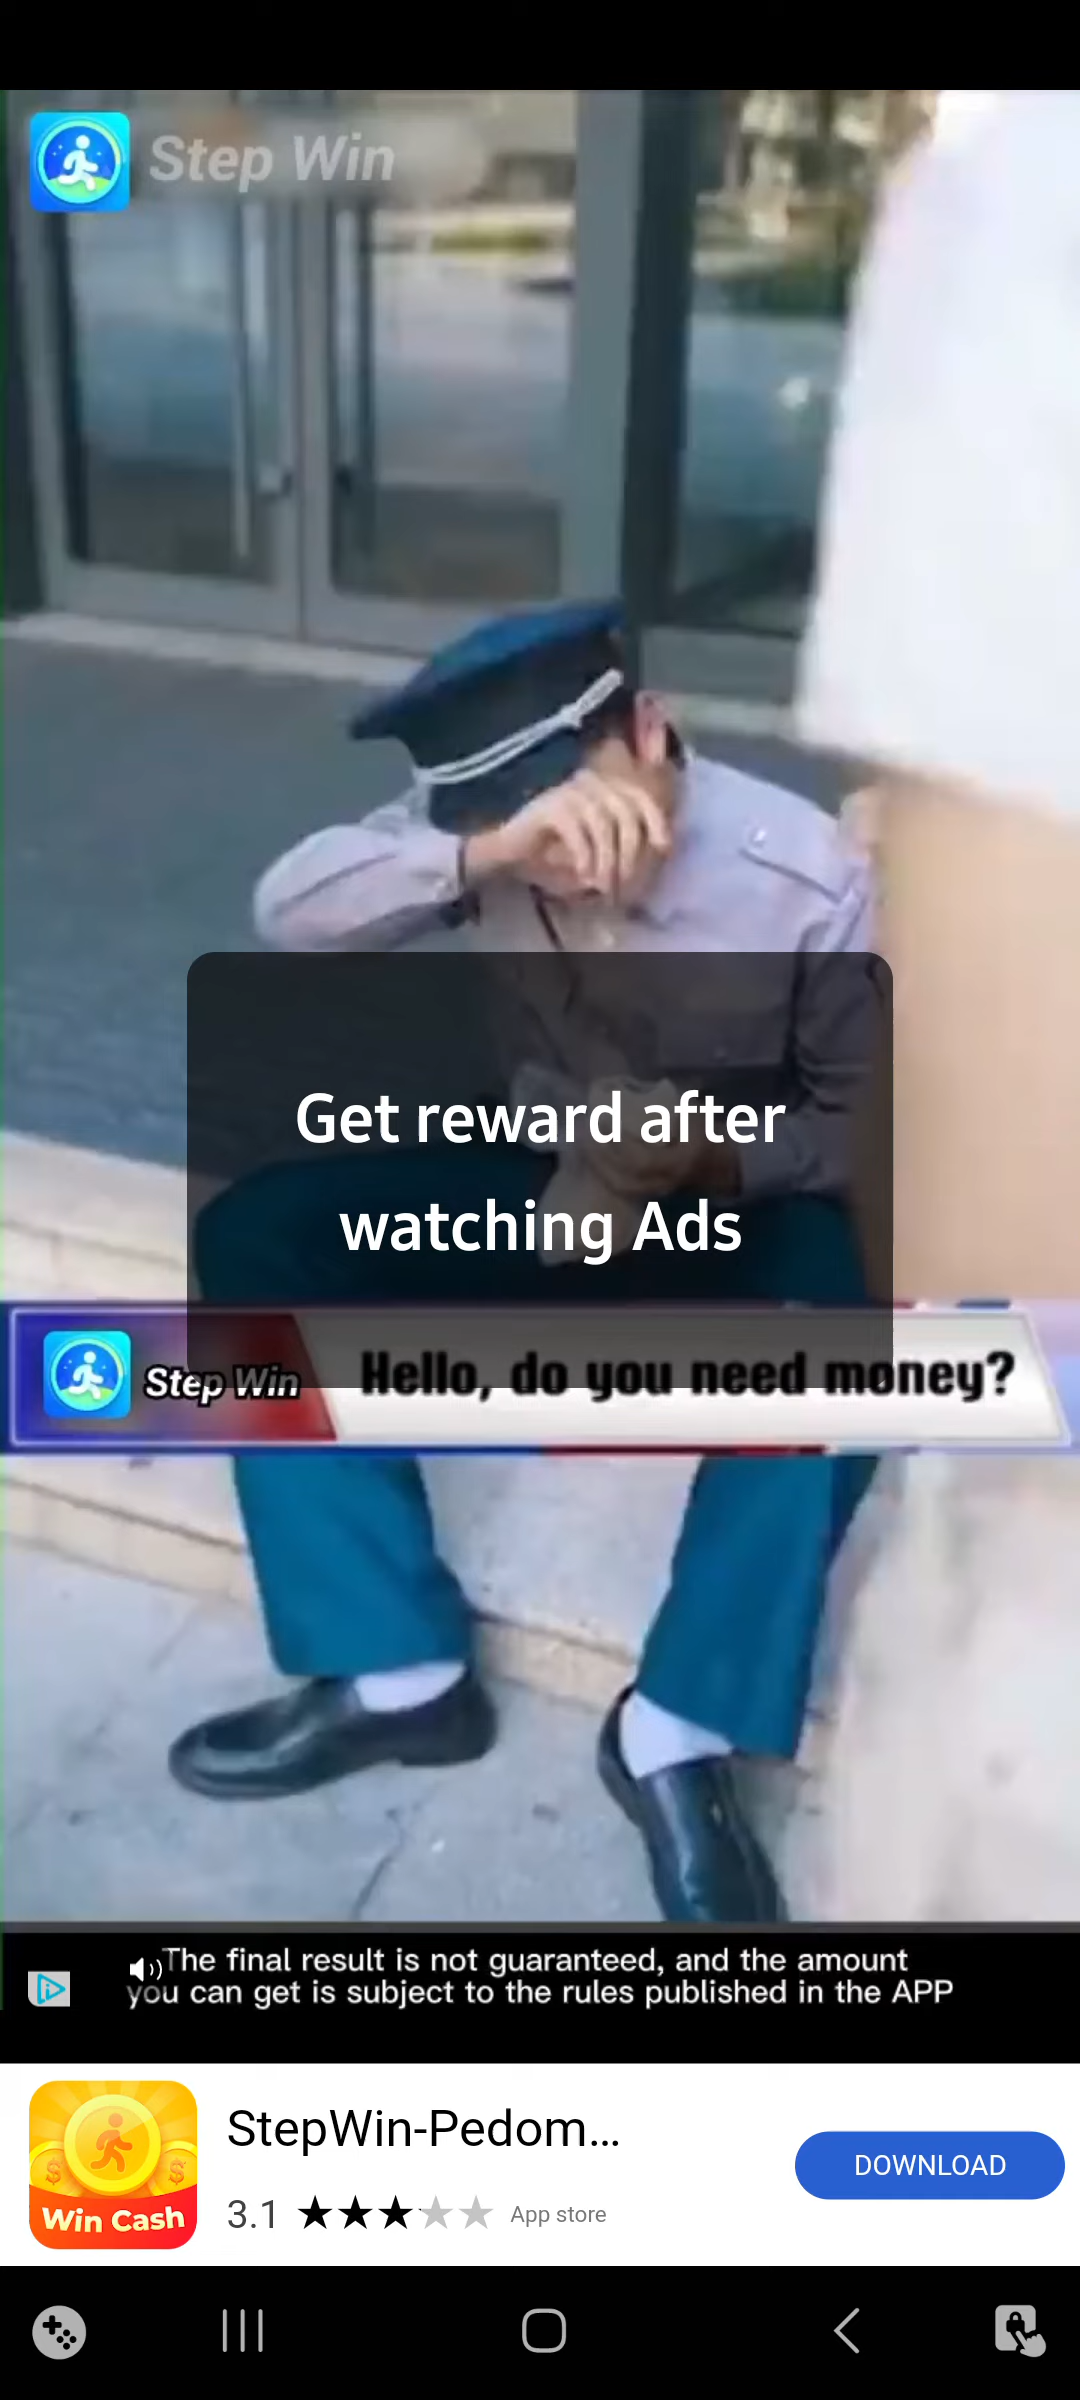 Step Win
Get reward after
watching Ads
Step Win
Hello, do you need money?
The final result is not guaranteed, and the amount
you can get is subject to the rules published in the APP
StepWin-Pedom...
Win Cash
3.1
App store
DOWNLOAD